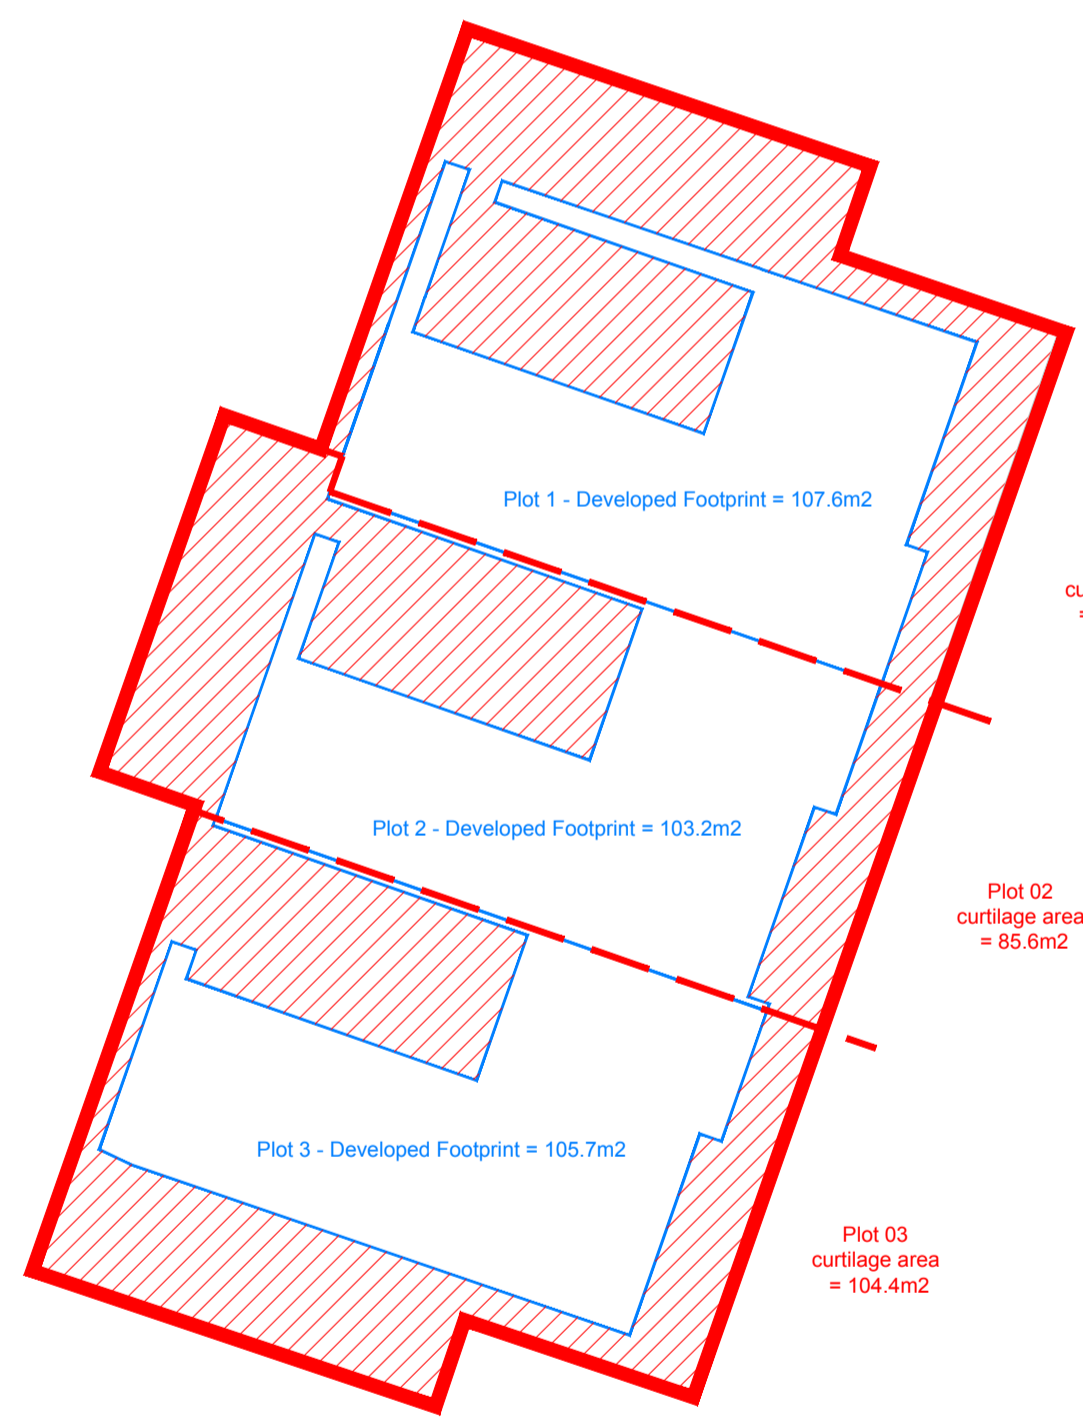 Plot 1 - Developed Footprint = 107.6m2
Plot 2 - Developed Footprint = 103.2m2
Plot 02
curtilage area
= 85.6m2
Plot 3 - Developed Footprint = 105.7m2
Plot 03
curtilage area
= 104.4m2